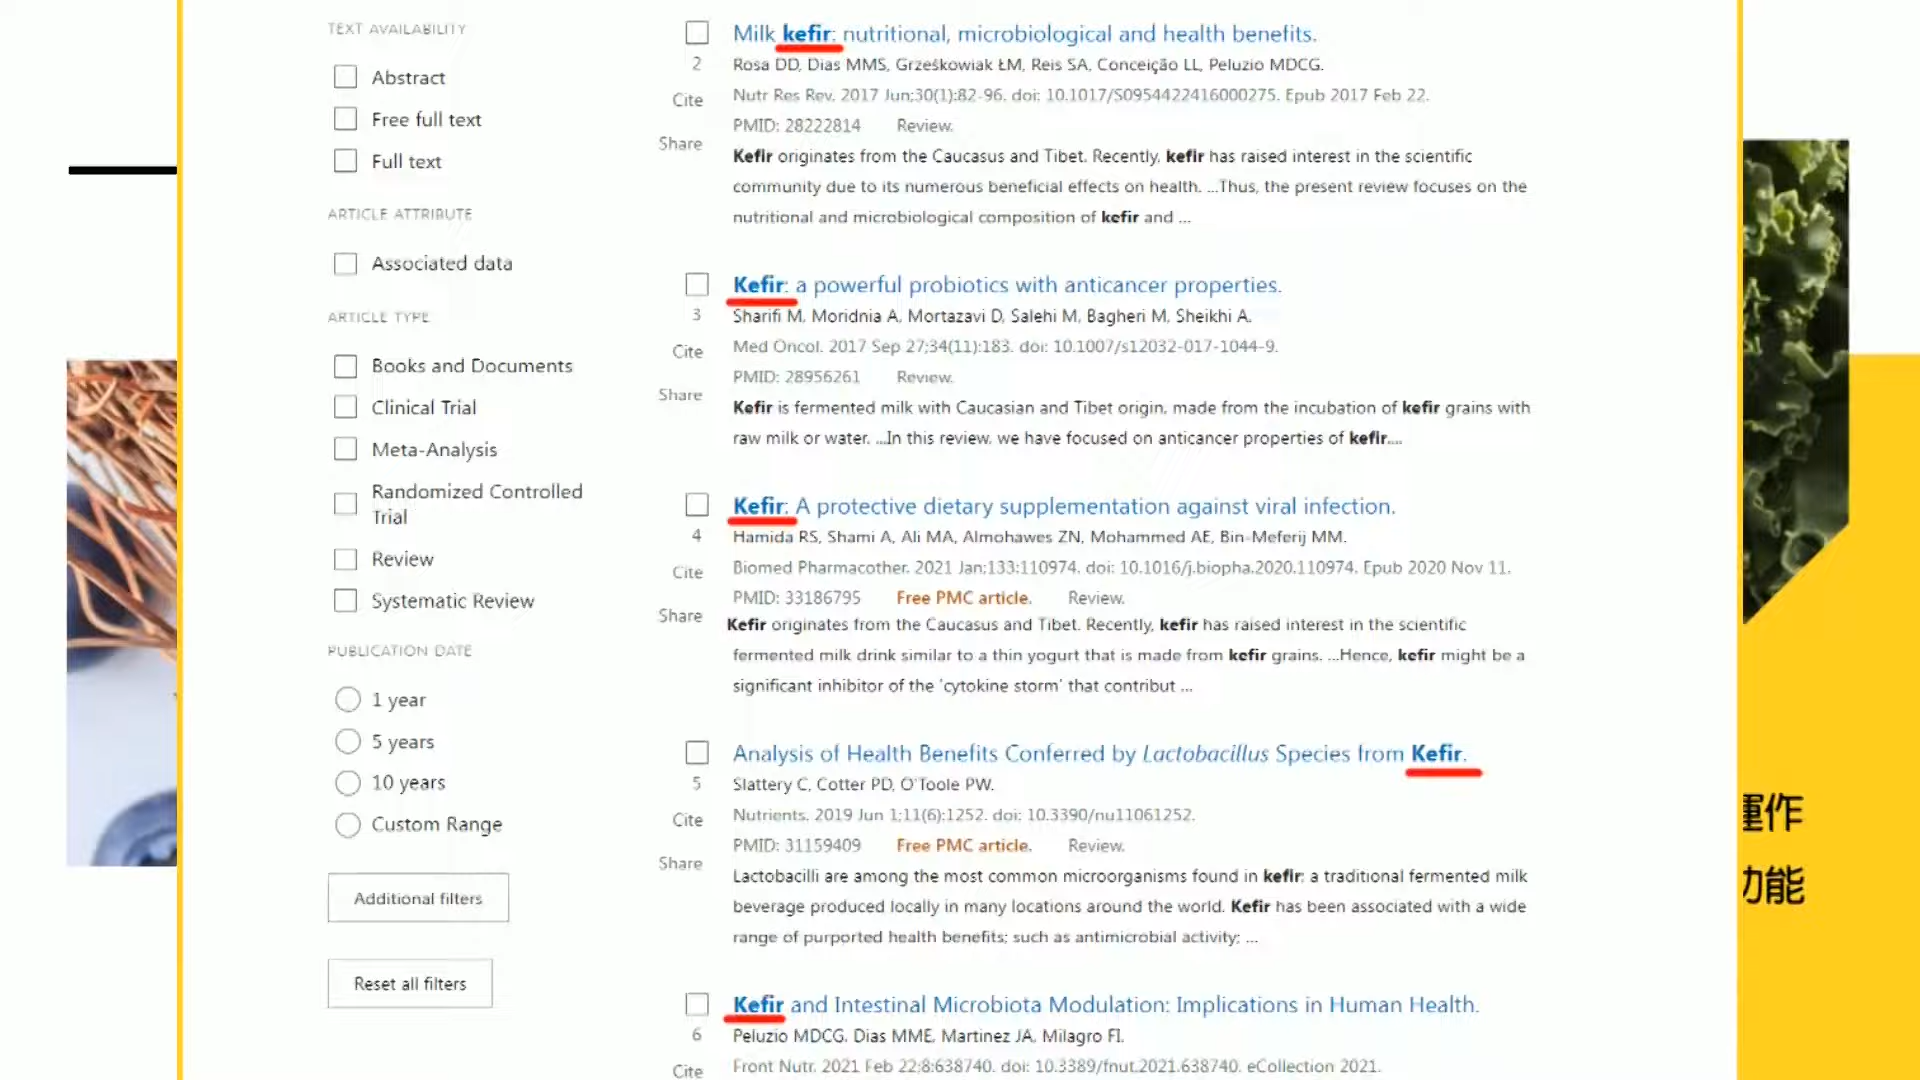 TEXT AVAILABILITY
Abstract
Free full text
Full text
ARTICLE ATTRIBUTE
Associated data
ARTICLE TYPE
Books and Documents
Clinical Trial
Meta-Analysis
Randomized Controlled
Trial
Review
Systematic Review
PUBLICATION DATE
1 year
5 years
10 years
Custom Range
Additional filters
Reset all filters
Milk kefir: nutritional, microbiological and health benefits.
2
Rosa DD, Dias MMS, Grześkowiak ŁM, Reis SA, Conceição LL, Peluzio MDCG.
Cite
Nutr Res Rev. 2017 Jun;30(1):82-96. doi: 10.1017/S0954422416000275. Epub 2017 Feb 22.
PMID: 28222814 Review.
Share
Kefir originates from the Caucasus and Tibet. Recently, kefir has raised interest in the scientific
community due to its numerous beneficial effects on health. ...Thus, the present review focuses on the
nutritional and microbiological composition of kefir and ...
Kefir: a powerful probiotics with anticancer properties.
3
Sharifi M, Moridnia A, Mortazavi D, Salehi M, Bagheri M, Sheikhi A.
Cite
Med Oncol. 2017 Sep 27;34(11):183. doi: 10.1007/s12032-017-1044-9.
PMID: 28956261 Review.
Share
Kefir is fermented milk with Caucasian and Tibet origin, made from the incubation of kefir grains with
raw milk or water. ...In this review, we have focused on anticancer properties of kefir....
Kefir: A protective dietary supplementation against viral infection.
4
Hamida RS, Shami A, Ali MA, Almohawes ZN, Mohammed AE, Bin-Meferij MM.
Cite
Biomed Pharmacother. 2021 Jan;133:110974. doi: 10.1016/j.biopha.2020.110974. Epub 2020 Nov 11.
PMID: 33186795 Free PMC article. Review.
Share
Kefir originates from the Caucasus and Tibet. Recently, kefir has raised interest in the scientific
fermented milk drink similar to a thin yogurt that is made from kefir grains. ...Hence, kefir might be a
significant inhibitor of the 'cytokine storm' that contribut ...
Analysis of Health Benefits Conferred by Lactobacillus Species from Kefir.
5
Slattery C, Cotter PD, O'Toole PW.
Cite
Nutrients. 2019 Jun 1;11(6):1252. doi: 10.3390/nu11061252.
PMID: 31159409 Free PMC article. Review.
Share
Lactobacilli are among the most common microorganisms found in kefir; a traditional fermented milk
beverage produced locally in many locations around the world. Kefir has been associated with a wide
range of purported health benefits; such as antimicrobial activity; ...
Kefir and Intestinal Microbiota Modulation: Implications in Human Health.
6
Peluzio MDCG, Dias MME, Martinez JA, Milagro FI.
Cite
Front Nutr. 2021 Feb 22;8:638740. doi: 10.3389/fnut.2021.638740. eCollection 2021.
運作
功能